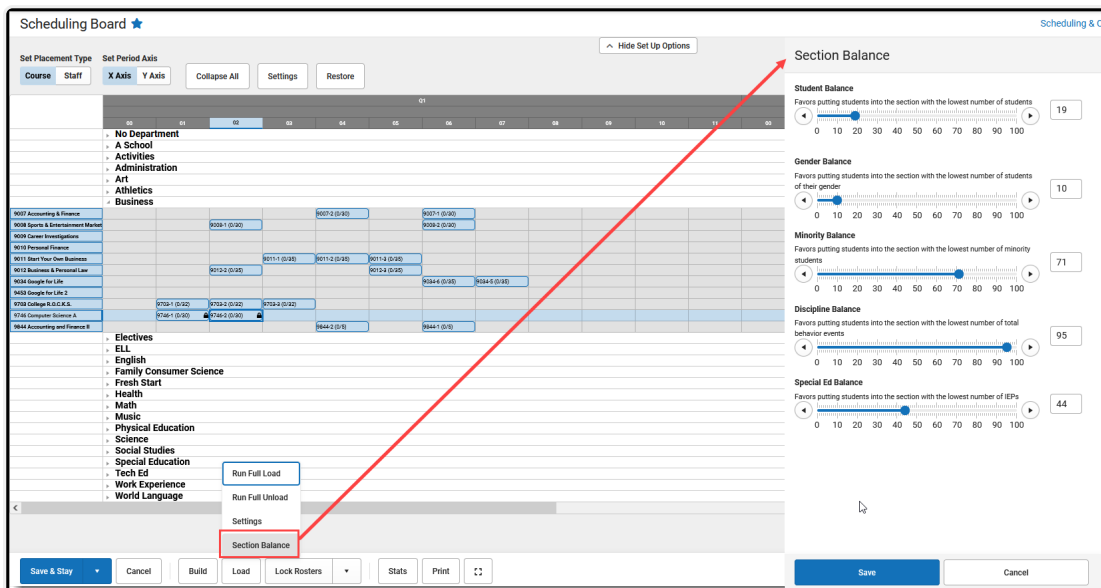 Scheduling Board
Scheduling & C
Hide Set Up Options
Set Placement Type
Set Period Axis
Course
Staff
X Axis
Y Axis
Collapse All
Settings
Restore
Q1
00 01 02 03 04 05 06 07 08 09 10 11 00
No Department
A School
Activities
Administration
Art
Athletics
Business
9007 Accounting & Finance 9007-2 (0/30) 9007-1 (0/30)
9008 Sports & Entertainment Market 9008-1 (0/30) 9008-2 (0/30)
9009 Career Investigations
9010 Personal Finance
9011 Start Your Own Business 9011-1 (0/35) 9011-2 (0/35) 9011-3 (0/35)
9012 Business & Personal Law 9012-2 (0/35) 9012-3 (0/35)
9034 Google for Life 9034-6 (0/35) 9034-5 (0/35)
9453 Google for Life 2
9703 College R.O.C.K.S. 9703-1 (0/32) 9703-2 (0/32) 9703-3 (0/32)
9746 Computer Science A 9746-1 (0/30) 9746-2 (0/30)
9844 Accounting and Finance II 9844-2 (0/5) 9844-1 (0/5)
Electives
ELL
English
Family Consumer Science
Fresh Start
Health
Math
Music
Physical Education
Science
Social Studies
Special Education
Tech Ed
Work Experience
World Language
Run Full Load
Run Full Unload
Settings
Section Balance
Save & Stay
Cancel
Build
Load
Lock Rosters
Stats
Print
Section Balance
Student Balance
Favors putting students into the section with the lowest number of students
19
0 10 20 30 40 50 60 70 80 90 100
Gender Balance
Favors putting students into the section with the lowest number of students
of their gender
10
0 10 20 30 40 50 60 70 80 90 100
Minority Balance
Favors putting students into the section with the lowest number of minority
students
71
0 10 20 30 40 50 60 70 80 90 100
Discipline Balance
Favors putting students into the section with the lowest number of total
behavior events
95
0 10 20 30 40 50 60 70 80 90 100
Special Ed Balance
Favors putting students into the section with the lowest number of IEPs
44
0 10 20 30 40 50 60 70 80 90 100
Save
Cancel